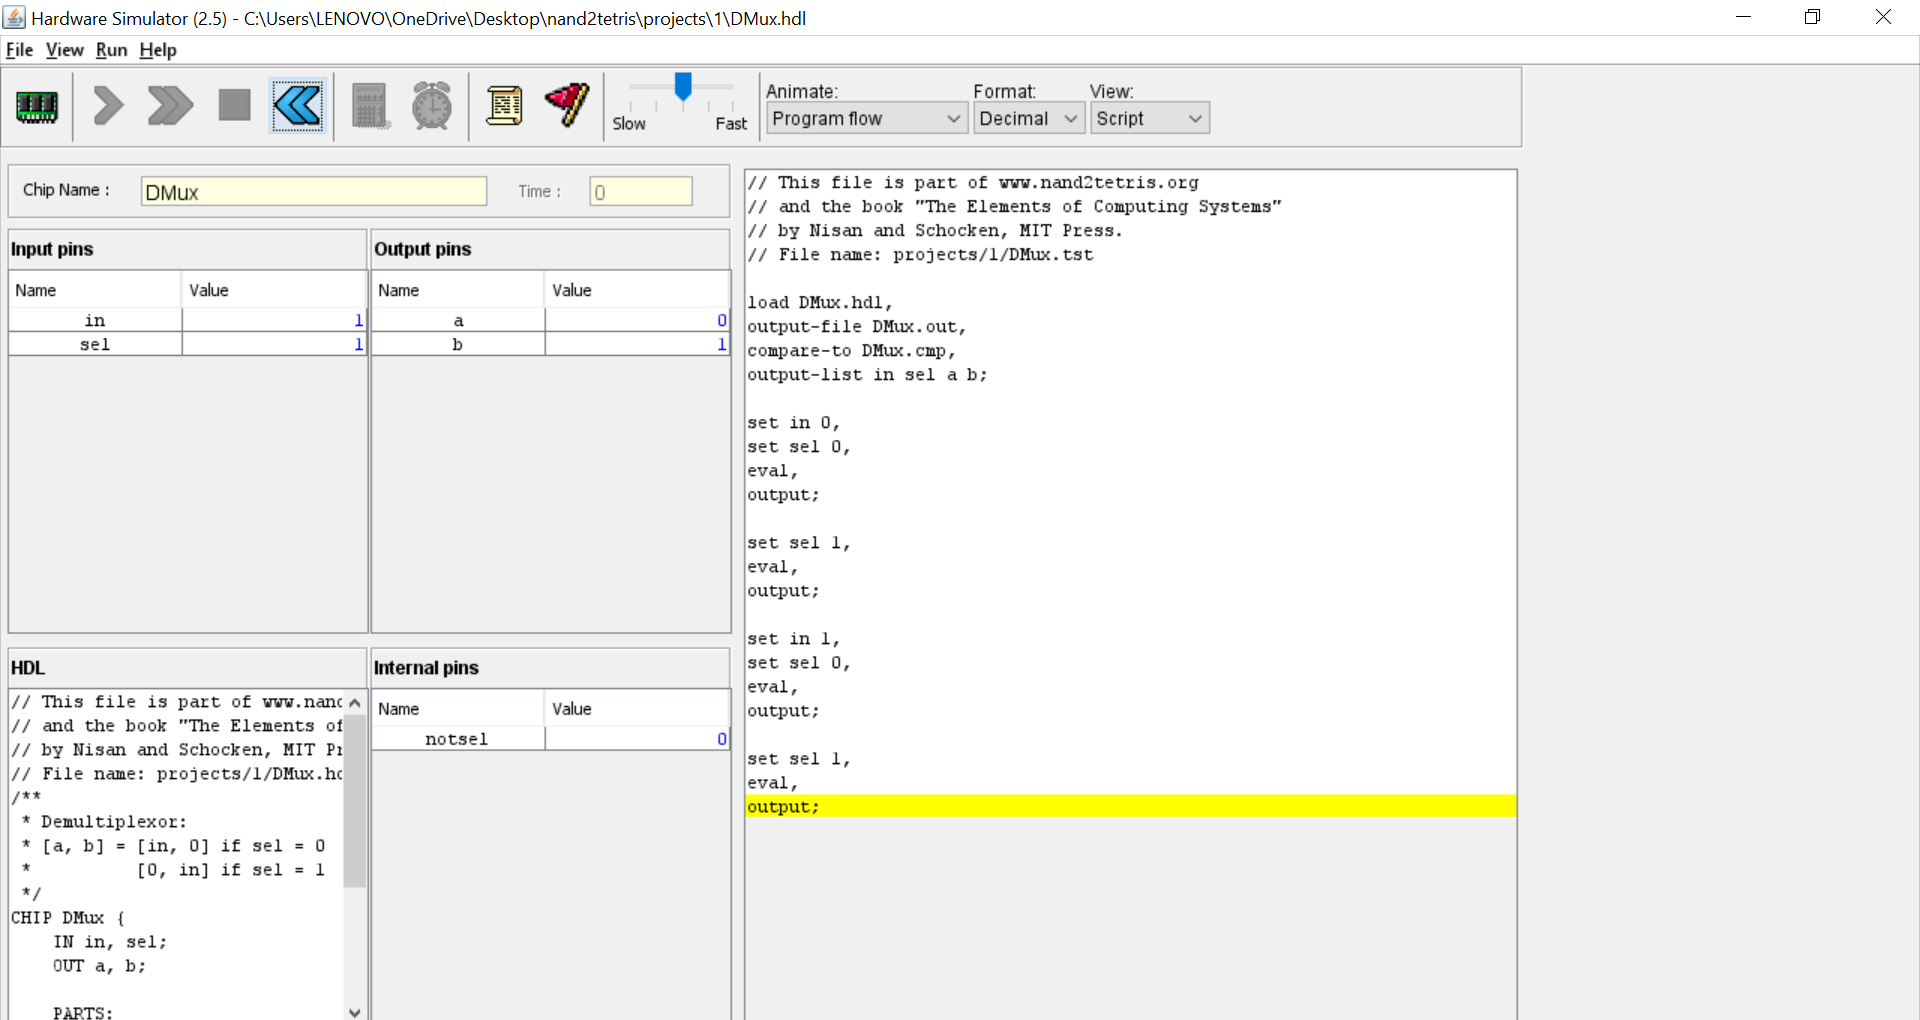 Hardware Simulator (2.5) - C:\Users\LENOVO\OneDrive\Desktop\nand2tetris\projects\1\DMux.hdl
File View Run Help
Slow Fast
Animate: Format: View:
Program flow Decimal Script
Chip Name : DMux Time : 0
Input pins
Name Value
in 1
sel 1
Output pins
Name Value
a 0
b 1
HDL
// This file is part of www.nanc
// and the book "The Elements of
// by Nisan and Schocken, MIT Pr
// File name: projects/1/DMux.hc
/**
* Demultiplexor:
* [a, b] = [in, 0] if sel = 0
* [0, in] if sel = 1
*/
CHIP DMux {
IN in, sel;
OUT a, b;
PARTS:
Internal pins
Name Value
notsel 0
// This file is part of www.nand2tetris.org
// and the book "The Elements of Computing Systems"
// by Nisan and Schocken, MIT Press.
// File name: projects/1/DMux.tst
load DMux.hdl,
output-file DMux.out,
compare-to DMux.cmp,
output-list in sel a b;
set in 0,
set sel 0,
eval,
output;
set sel 1,
eval,
output;
set in 1,
set sel 0,
eval,
output;
set sel 1,
eval,
output;